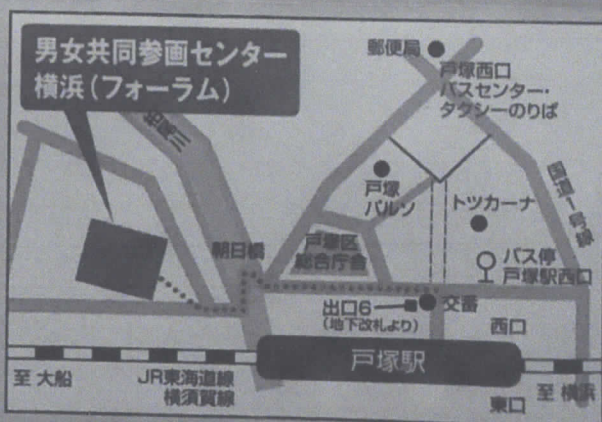 男女共同参画センター
横浜(フォーラム)
柏尾川
郵便局
戸塚西口
バスセンター・
タクシーのりば
国道1号線
戸塚
パルソ
トツカーナ
朝日橋
戸塚区
総合庁舎
バス停
戸塚駅西口
出口6
(地下改札より)
交番
西口
戸塚駅
至 大船
JR東海道線
横須賀線
至 横浜
東口